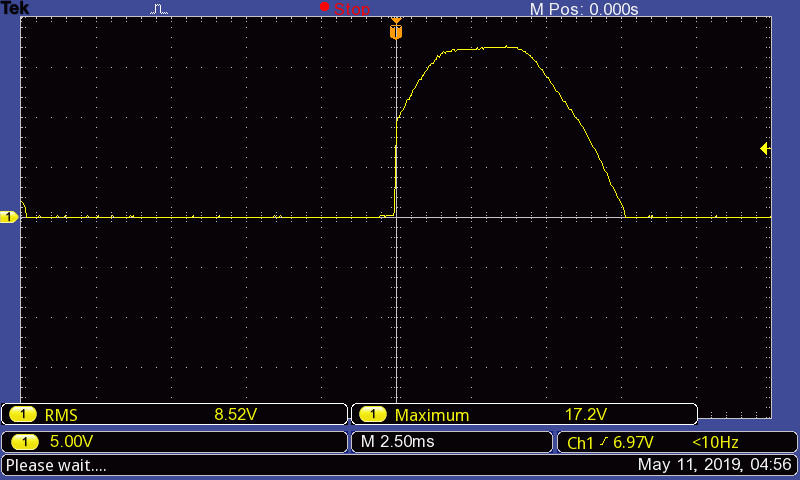 Tek Stop M Pos: 0.000s
T
1
1 RMS 8.52V 1 Maximum 17.2V
1 5.00V M 2.50ms Ch1 6.97V <10Hz
Please wait.... May 11, 2019, 04:56